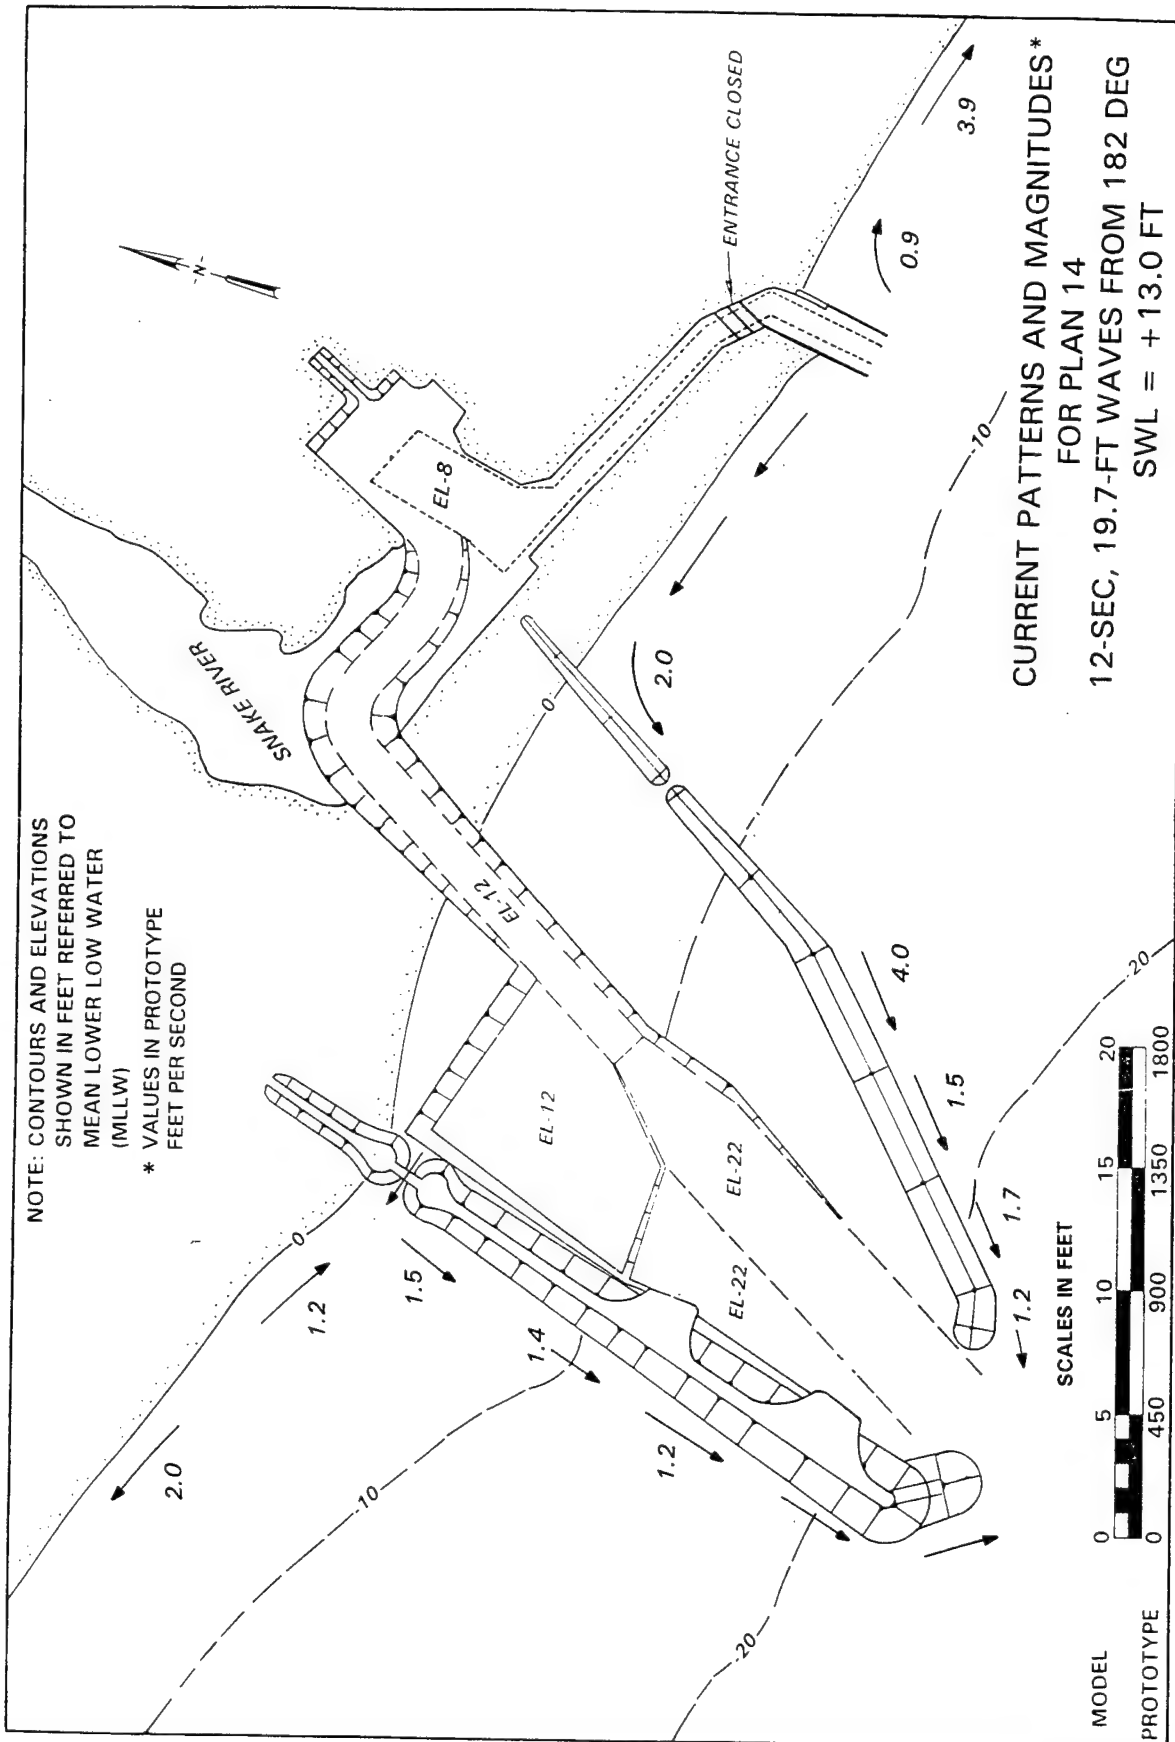 NOTE: CONTOURS AND ELEVATIONS
SHOWN IN FEET REFERRED TO
MEAN LOWER LOW WATER
(MLLW)
* VALUES IN PROTOTYPE
FEET PER SECOND
SNAKE RIVER
-N-
ENTRANCE CLOSED
EL-8
EL-12
EL-12
EL-22
EL-22
0
0
-10
-10
-20
-20
2.0
1.2
1.5
1.4
1.2
2.0
4.0
1.5
1.7
1.2
0.9
3.9
CURRENT PATTERNS AND MAGNITUDES*
FOR PLAN 14
12-SEC, 19.7-FT WAVES FROM 182 DEG
SWL = +13.0 FT
SCALES IN FEET
MODEL 0 5 10 15 20
PROTOTYPE 0 450 900 1350 1800